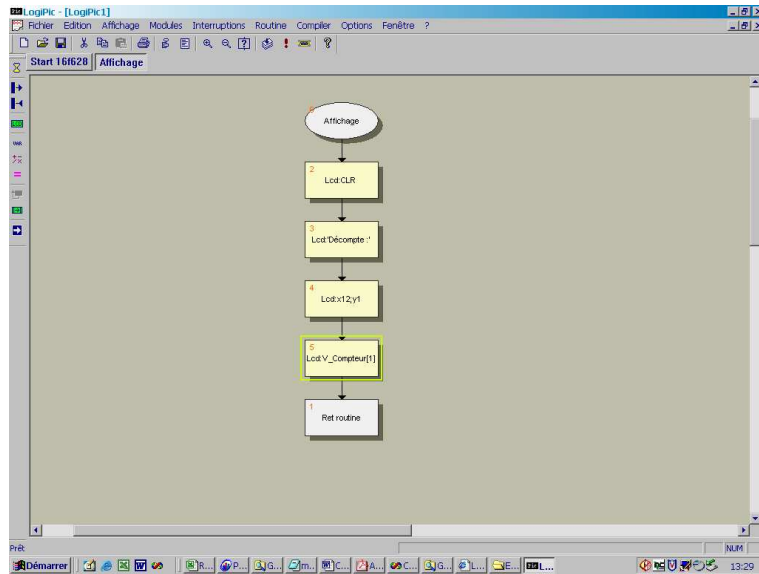 LogiPic - [LogiPic1]
Fichier Edition Affichage Modules Interruptions Routine Compiler Options Fenêtre ?
Start 16f628 Affichage
0
Affichage
2
Lcd:CLR
3
Lcd:'Décompte :'
4
Lcd:x12;y1
5
Lcd:V_Compteur[1]
1
Ret routine
Prêt NUM
Démarrer R... P... G... m... C... A... C... G... L... E... L... 13:29